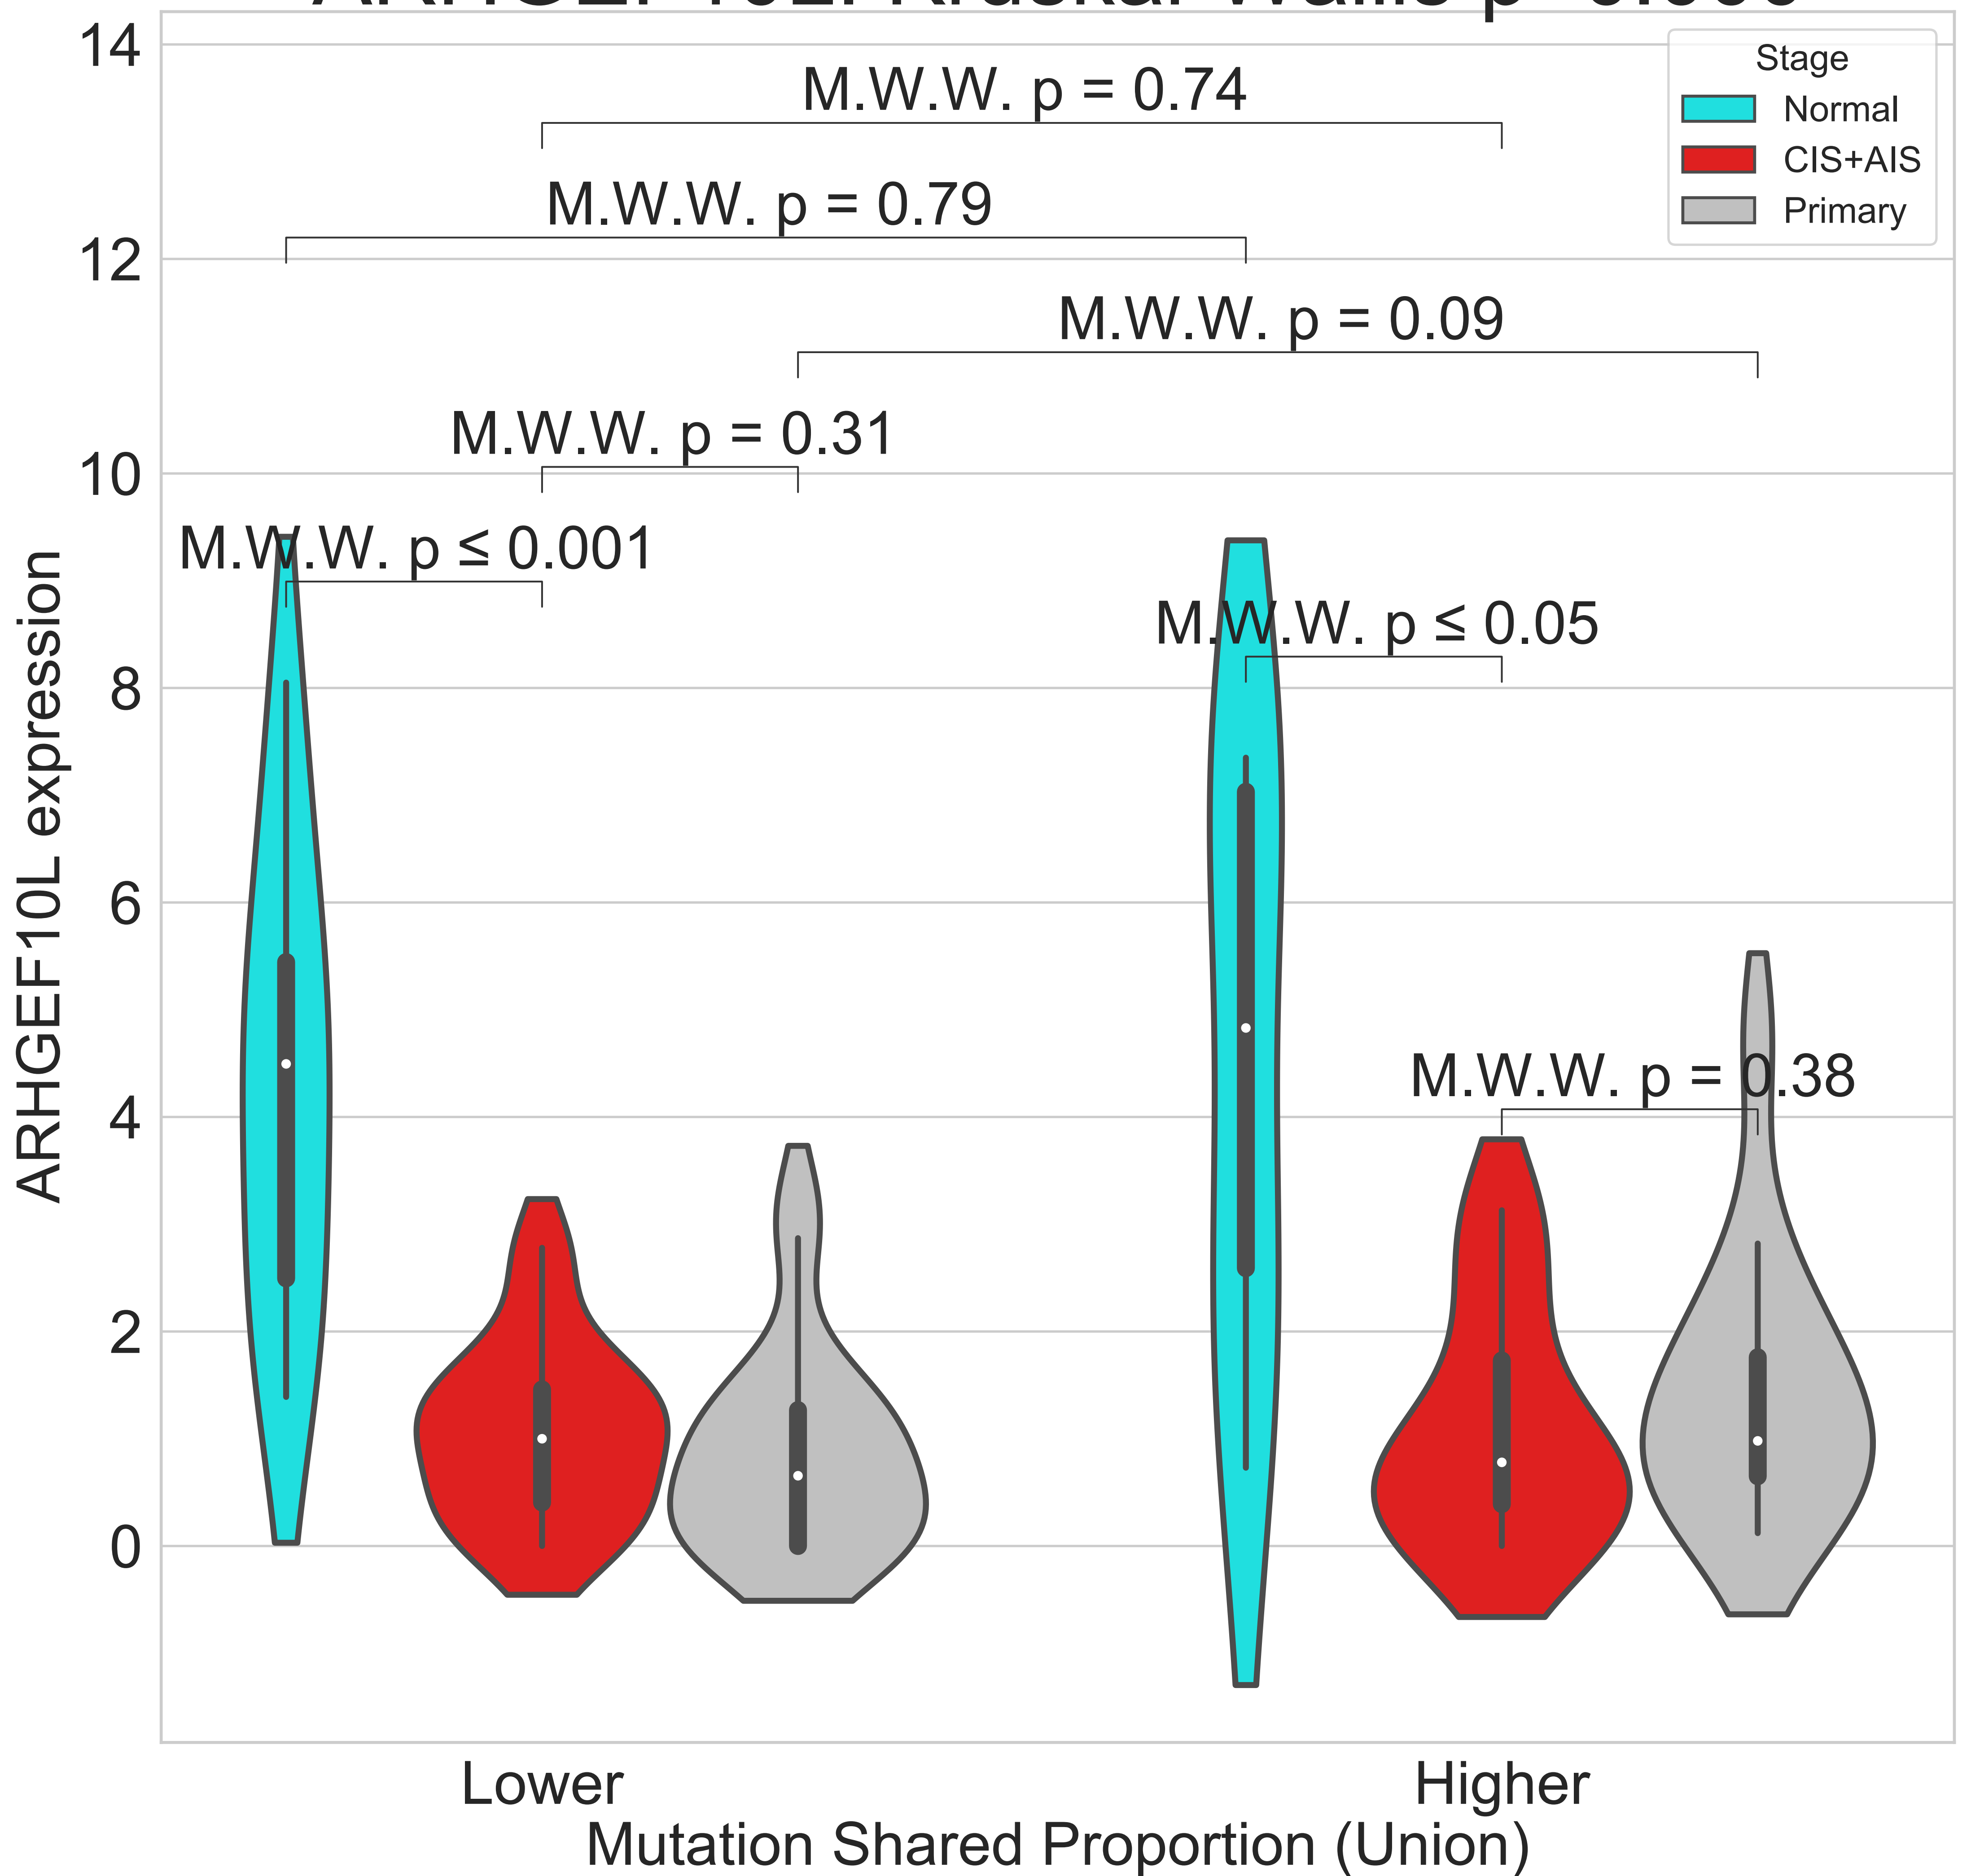 14
12
10
8
6
4
2
0
ARHGEF10L expression
Stage
Normal
CIS+AIS
Primary
M.W.W. p = 0.74
M.W.W. p = 0.79
M.W.W. p = 0.09
M.W.W. p = 0.31
M.W.W. p ≤ 0.001
M.W.W. p ≤ 0.05
M.W.W. p = 0.38
Lower
Higher
Mutation Shared Proportion (Union)